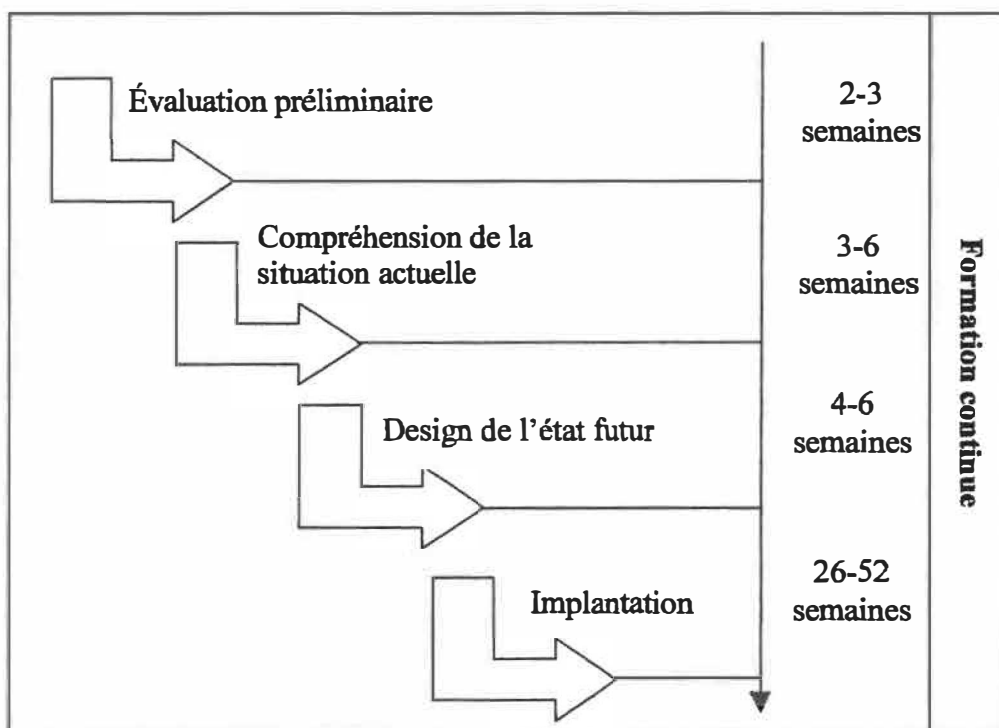 Évaluation préliminaire
2-3
semaines
Compréhension de la
situation actuelle
3-6
semaines
Design de l'état futur
4-6
semaines
Implantation
26-52
semaines
Formation continue